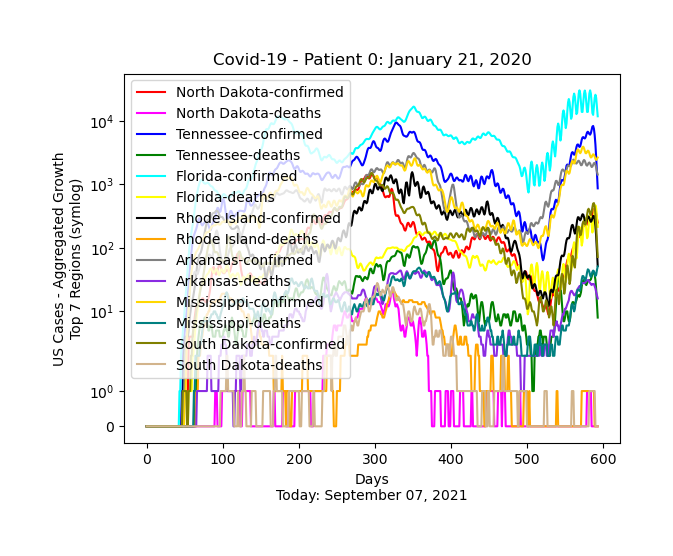 Covid-19 - Patient 0: January 21, 2020
US Cases - Aggregated Growth
Top 7 Regions (symlog)
10⁴
10³
10²
10¹
10⁰
0
North Dakota-confirmed
North Dakota-deaths
Tennessee-confirmed
Tennessee-deaths
Florida-confirmed
Florida-deaths
Rhode Island-confirmed
Rhode Island-deaths
Arkansas-confirmed
Arkansas-deaths
Mississippi-confirmed
Mississippi-deaths
South Dakota-confirmed
South Dakota-deaths
0 100 200 300 400 500 600
Days
Today: September 07, 2021